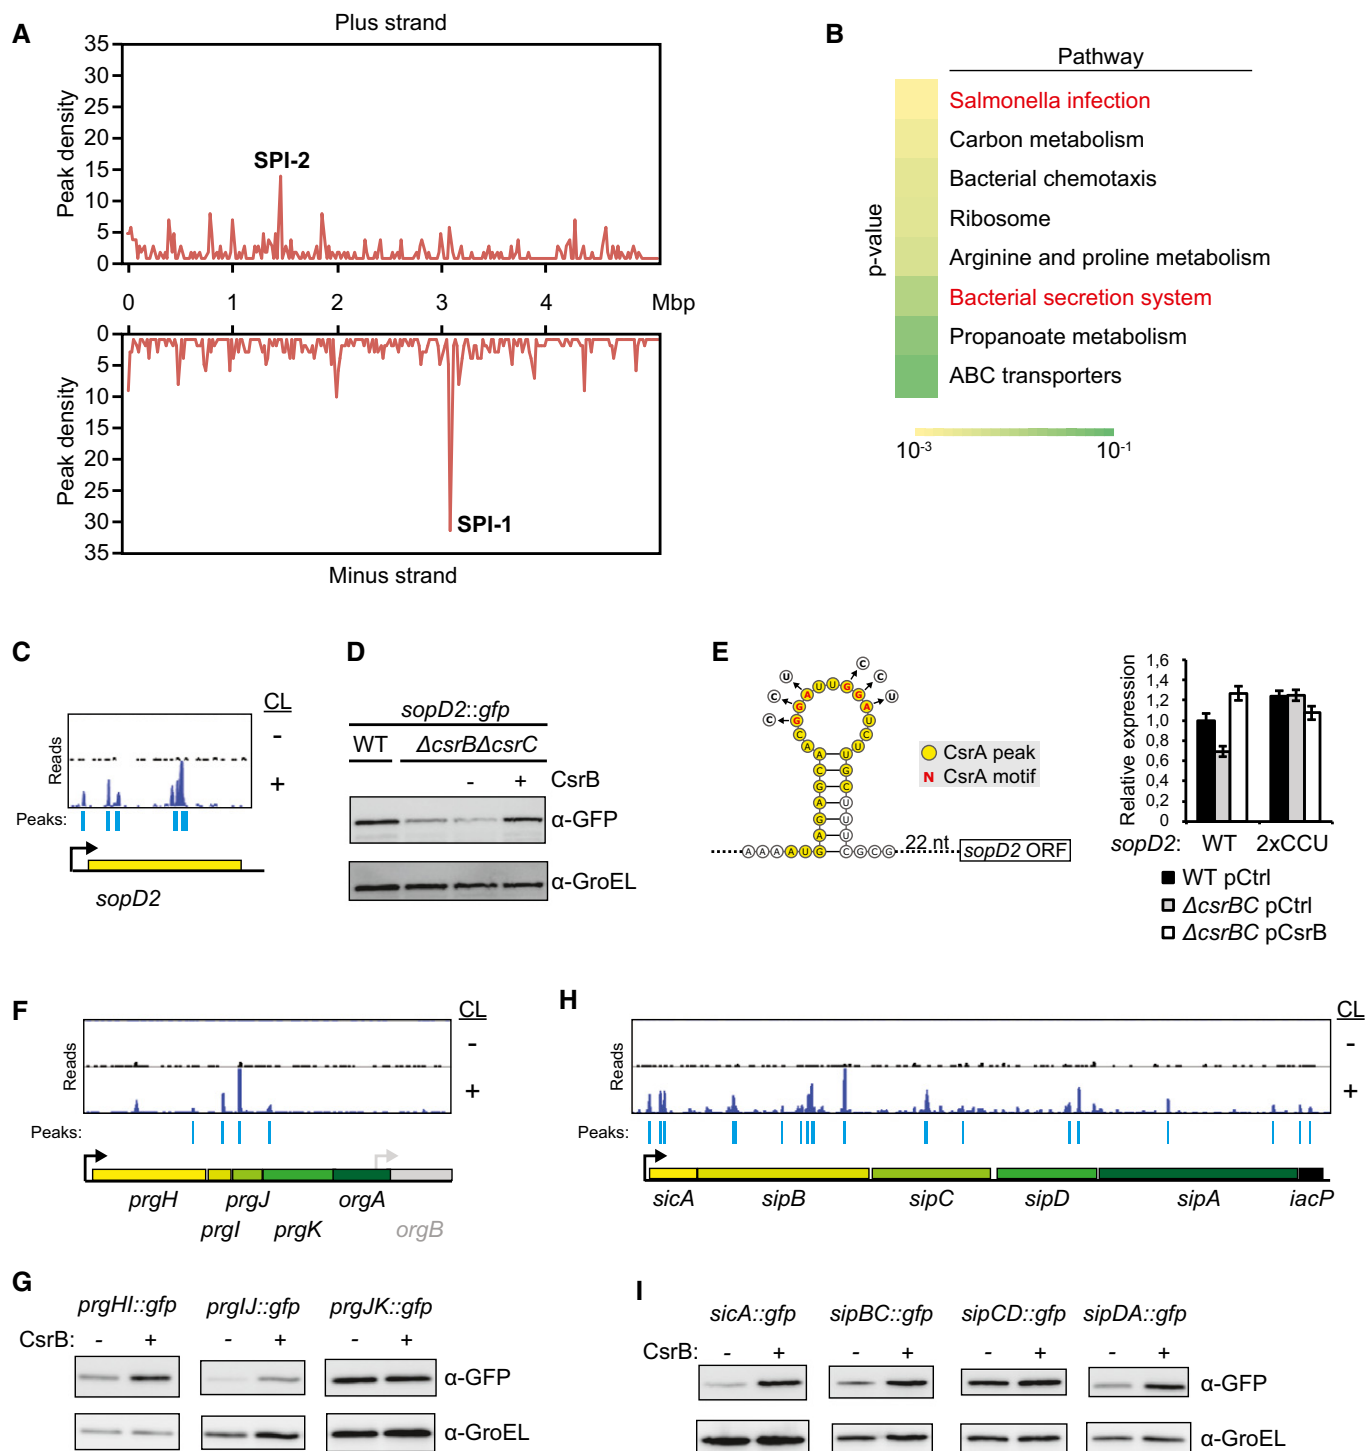 A
Plus strand
35
30
25
20
15
10
5
0
Peak density
SPI-2
0 1 2 3 4 Mbp
0
5
10
15
20
25
30
35
Peak density
SPI-1
Minus strand
B
Pathway
p-value
Salmonella infection
Carbon metabolism
Bacterial chemotaxis
Ribosome
Arginine and proline metabolism
Bacterial secretion system
Propanoate metabolism
ABC transporters
10-3 10-1
C
CL
-
+
Reads
Peaks:
sopD2
D
sopD2::gfp
WT ΔcsrBΔcsrC
- + CsrB
α-GFP
α-GroEL
E
CsrA peak
N CsrA motif
22 nt
sopD2 ORF
Relative expression
1,6
1,4
1,2
1,0
0,8
0,6
0,4
0,2
0
sopD2: WT 2xCCU
WT pCtrl
ΔcsrBC pCtrl
ΔcsrBC pCsrB
F
CL
-
+
Reads
Peaks:
prgH prgJ orgA
prgI prgK orgB
H
CL
-
+
Reads
Peaks:
sicA sipB sipC sipD sipA iacP
G
prgHI::gfp prgIJ::gfp prgJK::gfp
CsrB: - + - + - +
α-GFP
α-GroEL
I
sicA::gfp sipBC::gfp sipCD::gfp sipDA::gfp
CsrB: - + - + - + - +
α-GFP
α-GroEL